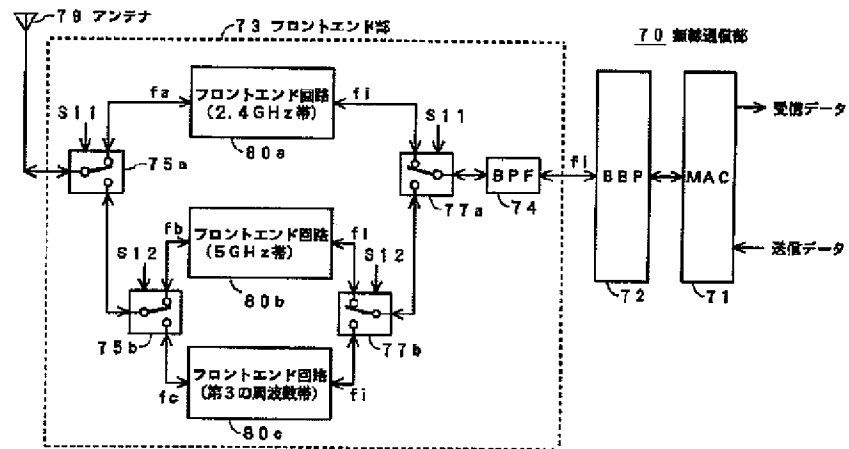 79 アンテナ
73 フロントエンド部
70 無線通信部
fa
フロントエンド回路
(2.4GHz帯)
fi
80a
S11
75a
S11
77a
BPF
74
fi
BBP
72
MAC
71
受信データ
送信データ
fb
フロントエンド回路
(5GHz帯)
fi
80b
S12
75b
S12
77b
fc
フロントエンド回路
(第3の周波数帯)
fi
80c